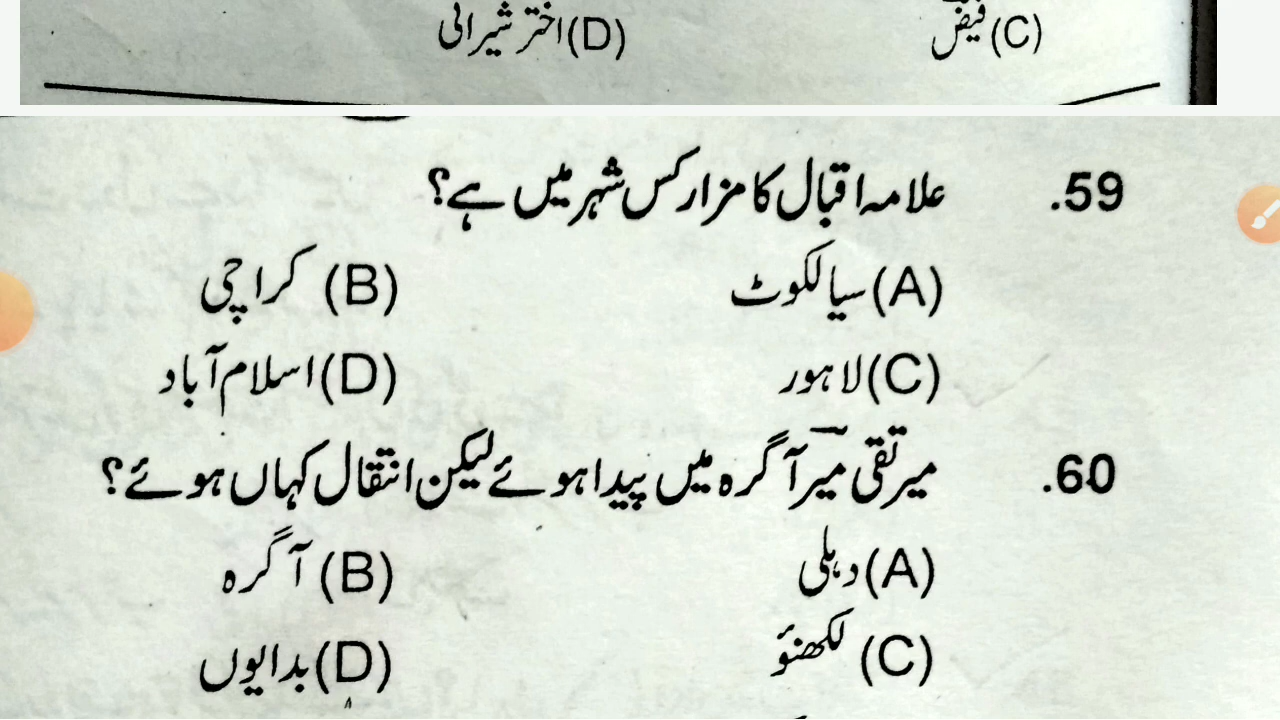 (C) فیض (D) اختر شیرانی
59. علامہ اقبال کا مزار کس شہر میں ہے؟
(A) سیالکوٹ (B) کراچی
(C) لاہور (D) اسلام آباد
60. میر تقی میر آگرہ میں پیدا ہوئے لیکن انتقال کہاں ہوئے؟
(A) دہلی (B) آگرہ
(C) لکھنؤ (D) بدایوں